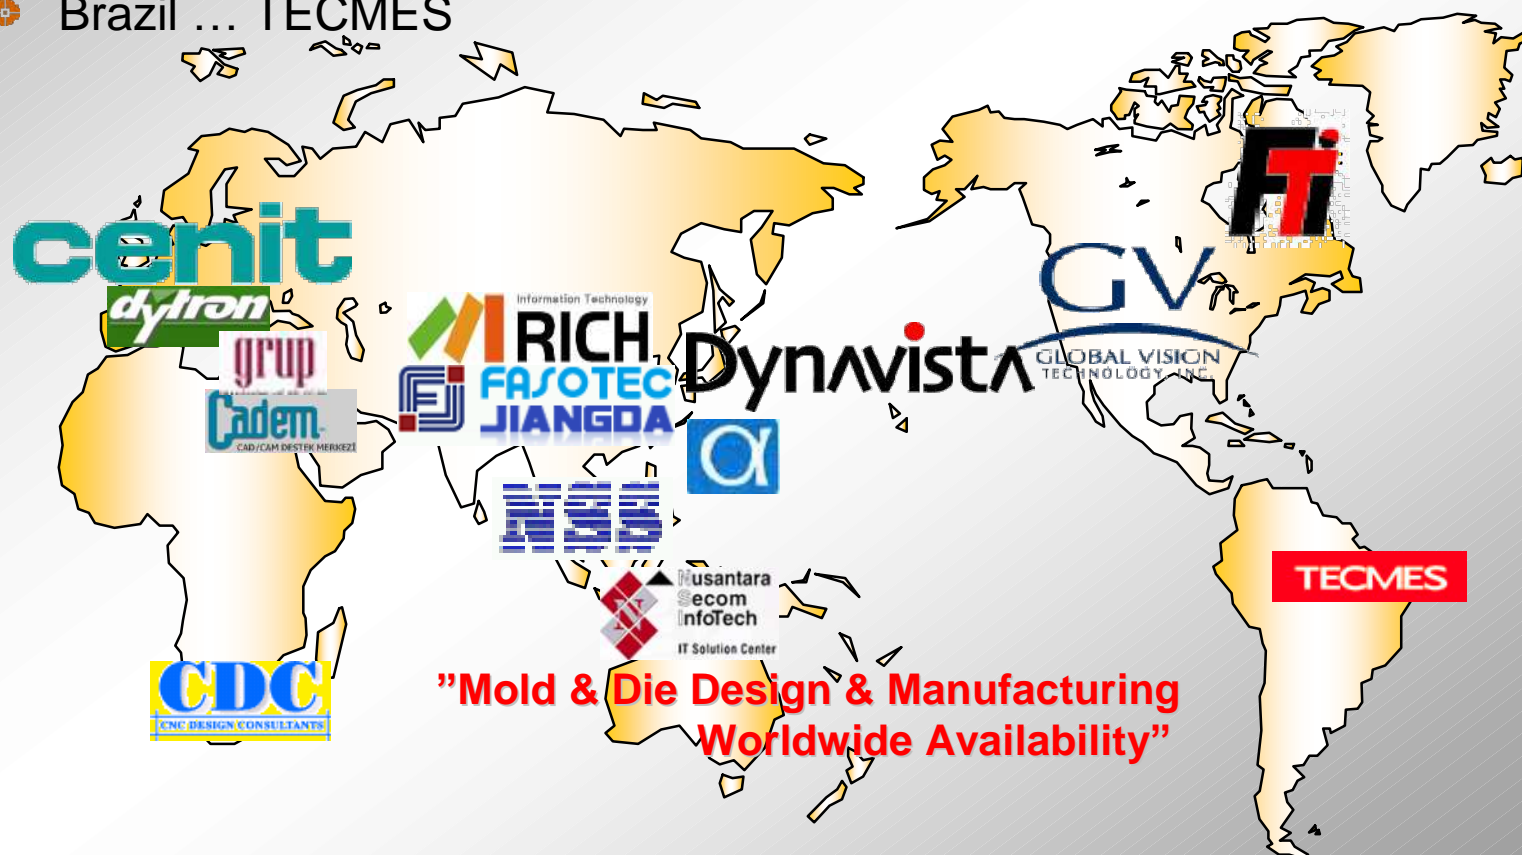 Brazil … TECMES
FTi
cenit
GV
dytron
Information Technology
RICH
Dynavista
grup
GLOBAL VISION
TECHNOLOGY, INC.
FASOTEC
JIANGDA
Cadem
CAD/CAM DESTEK MERKEZİ
α
NSS
TECMES
Nusantara
Secom
InfoTech
N
IT Solution Center
CDC
CNC DESIGN CONSULTANTS
”Mold & Die Design & Manufacturing
Worldwide Availability”